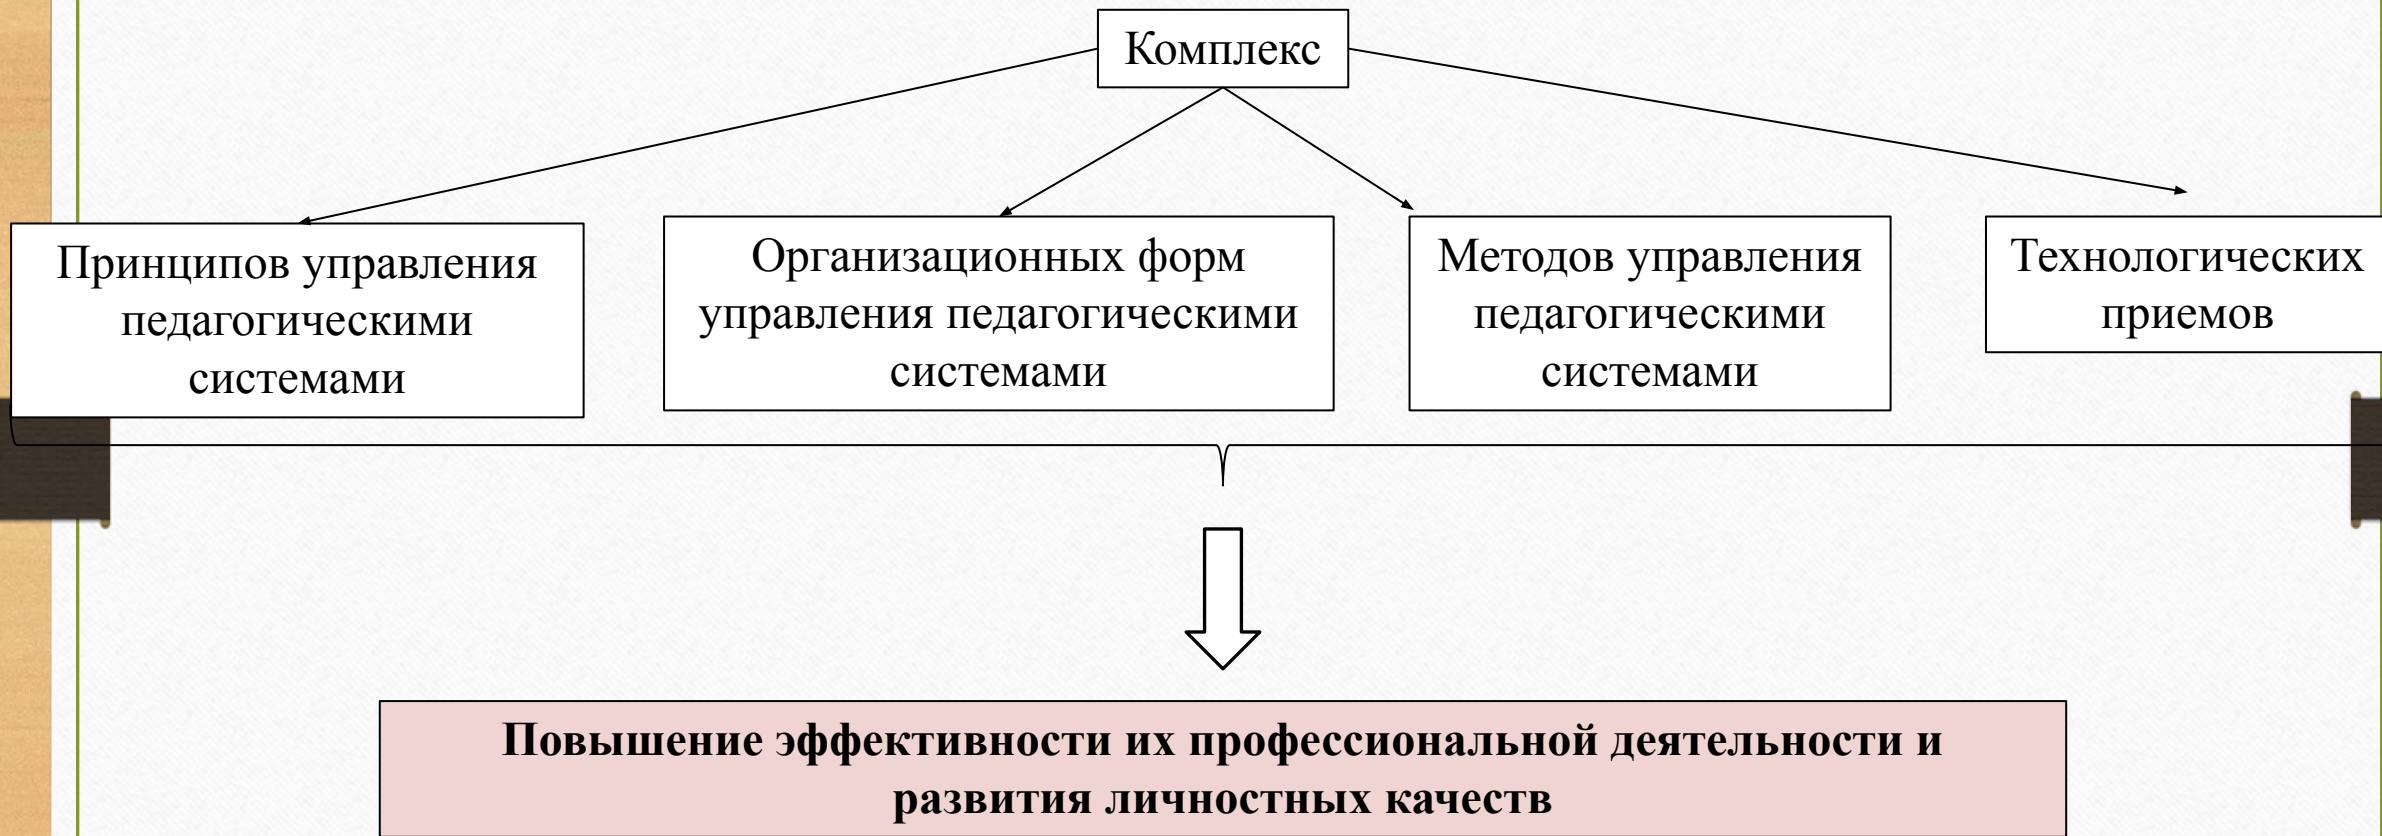 Комплекс
Принципов управления
педагогическими
системами
Организационных форм
управления педагогическими
системами
Методов управления
педагогическими
системами
Технологических
приемов
Повышение эффективности их профессиональной деятельности и
развития личностных качеств